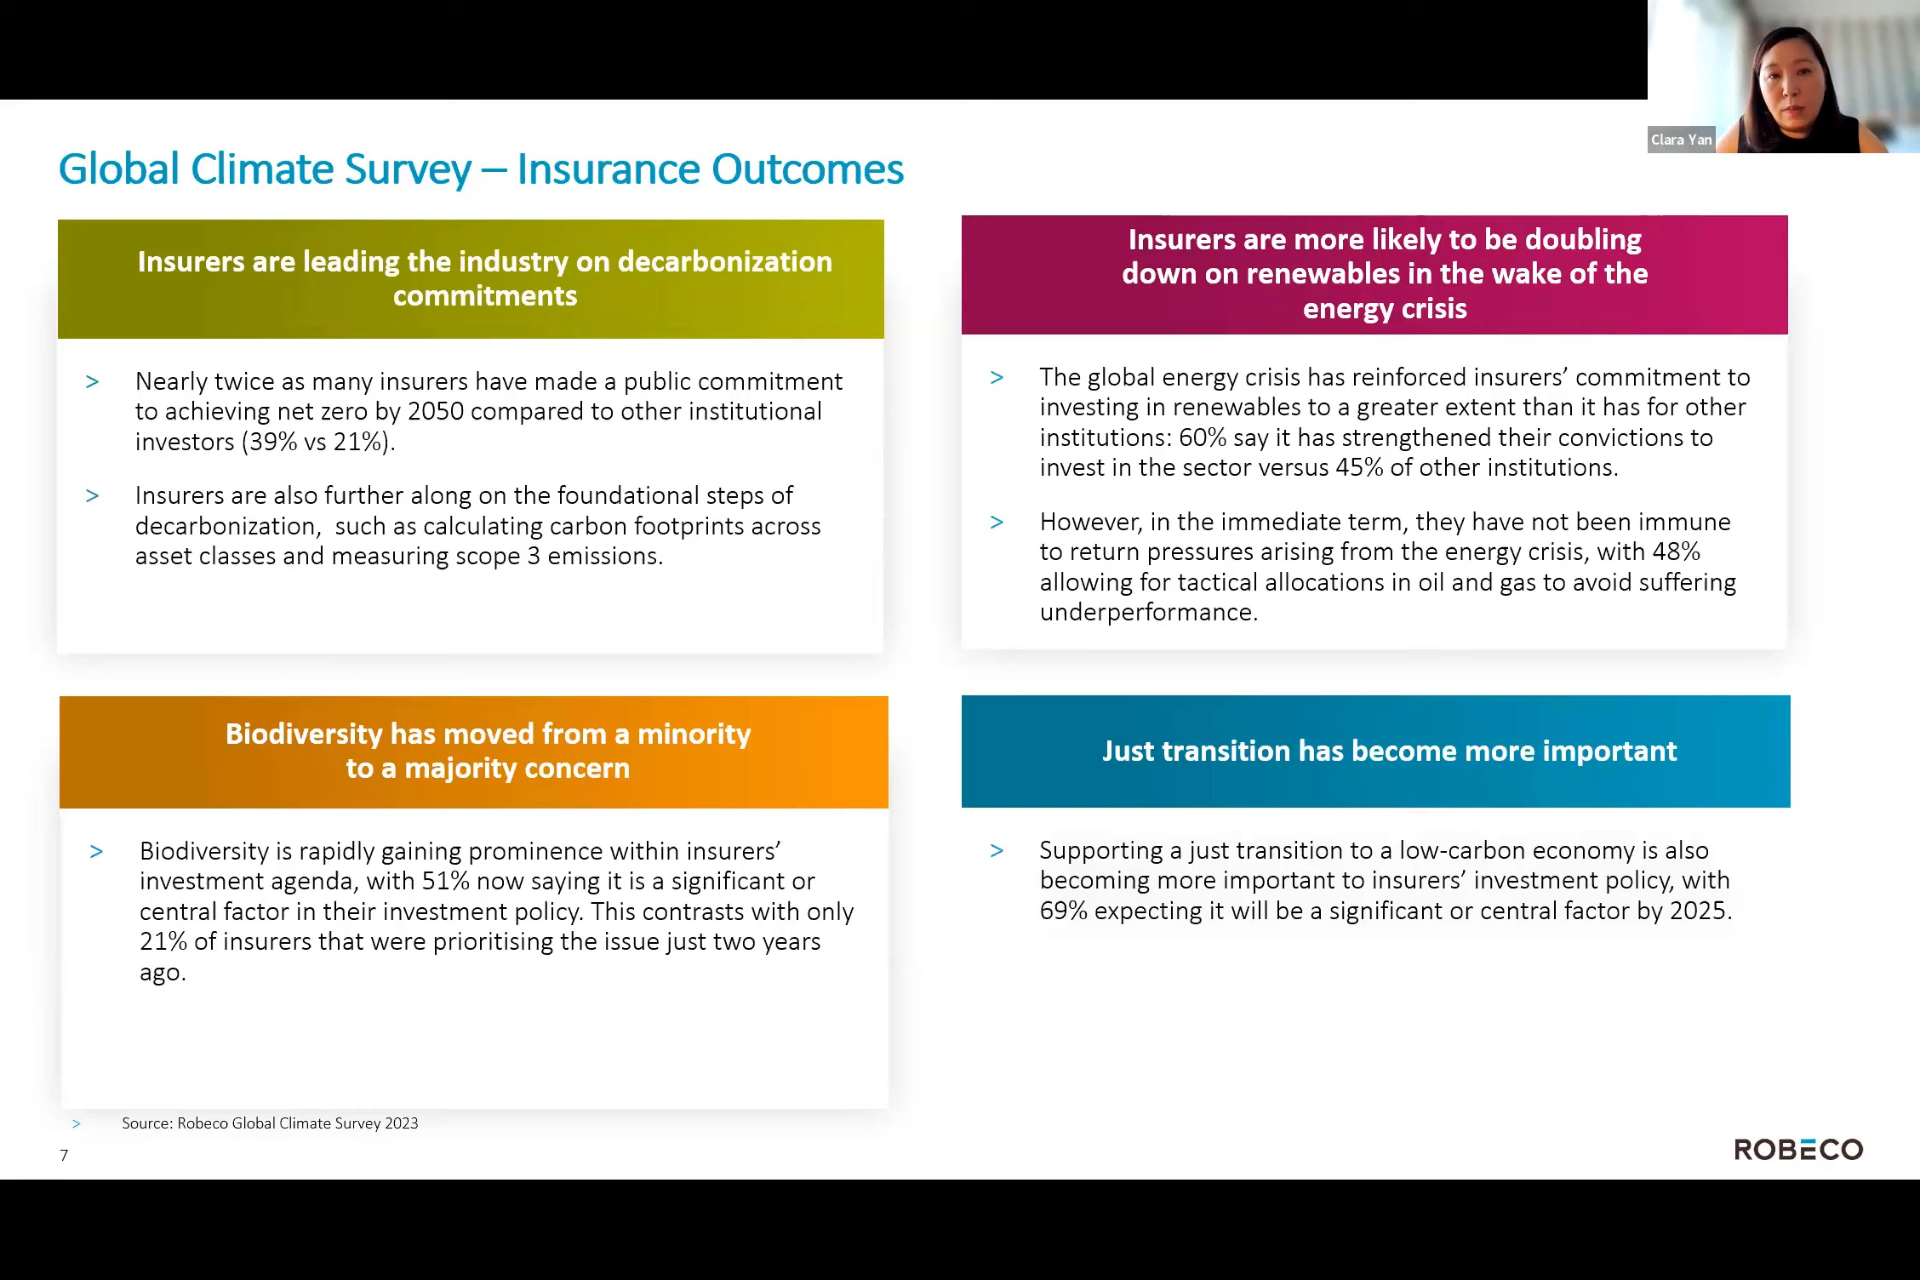 Clara Yan
Global Climate Survey – Insurance Outcomes
Insurers are leading the industry on decarbonization
commitments
> Nearly twice as many insurers have made a public commitment
to achieving net zero by 2050 compared to other institutional
investors (39% vs 21%).
> Insurers are also further along on the foundational steps of
decarbonization, such as calculating carbon footprints across
asset classes and measuring scope 3 emissions.
Insurers are more likely to be doubling
down on renewables in the wake of the
energy crisis
> The global energy crisis has reinforced insurers’ commitment to
investing in renewables to a greater extent than it has for other
institutions: 60% say it has strengthened their convictions to
invest in the sector versus 45% of other institutions.
> However, in the immediate term, they have not been immune
to return pressures arising from the energy crisis, with 48%
allowing for tactical allocations in oil and gas to avoid suffering
underperformance.
Biodiversity has moved from a minority
to a majority concern
> Biodiversity is rapidly gaining prominence within insurers’
investment agenda, with 51% now saying it is a significant or
central factor in their investment policy. This contrasts with only
21% of insurers that were prioritising the issue just two years
ago.
Just transition has become more important
> Supporting a just transition to a low-carbon economy is also
becoming more important to insurers’ investment policy, with
69% expecting it will be a significant or central factor by 2025.
> Source: Robeco Global Climate Survey 2023
7
ROBECO